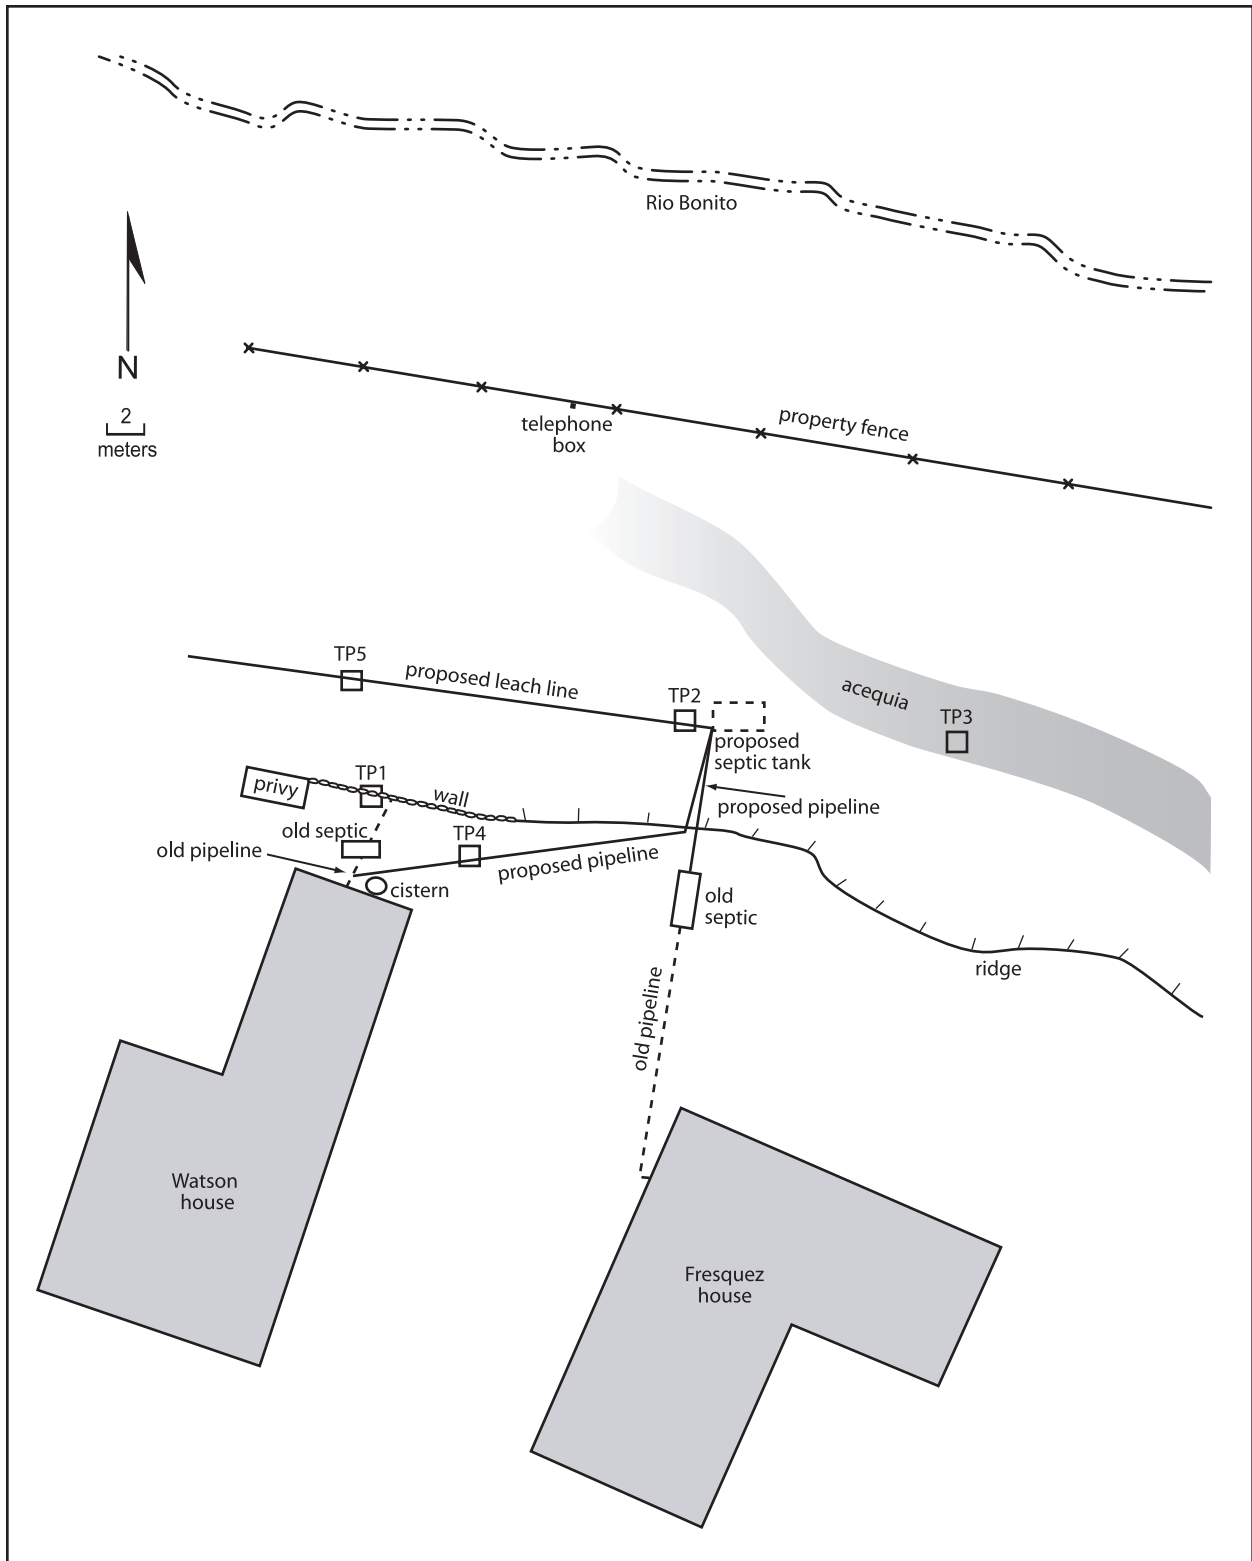 Rio Bonito
N
2
meters
telephone
box
property fence
TP5
proposed leach line
TP2
acequia
TP3
proposed
septic tank
privy
TP1
wall
proposed pipeline
old septic
TP4
old pipeline
proposed pipeline
cistern
old
septic
ridge
old pipeline
Watson
house
Fresquez
house